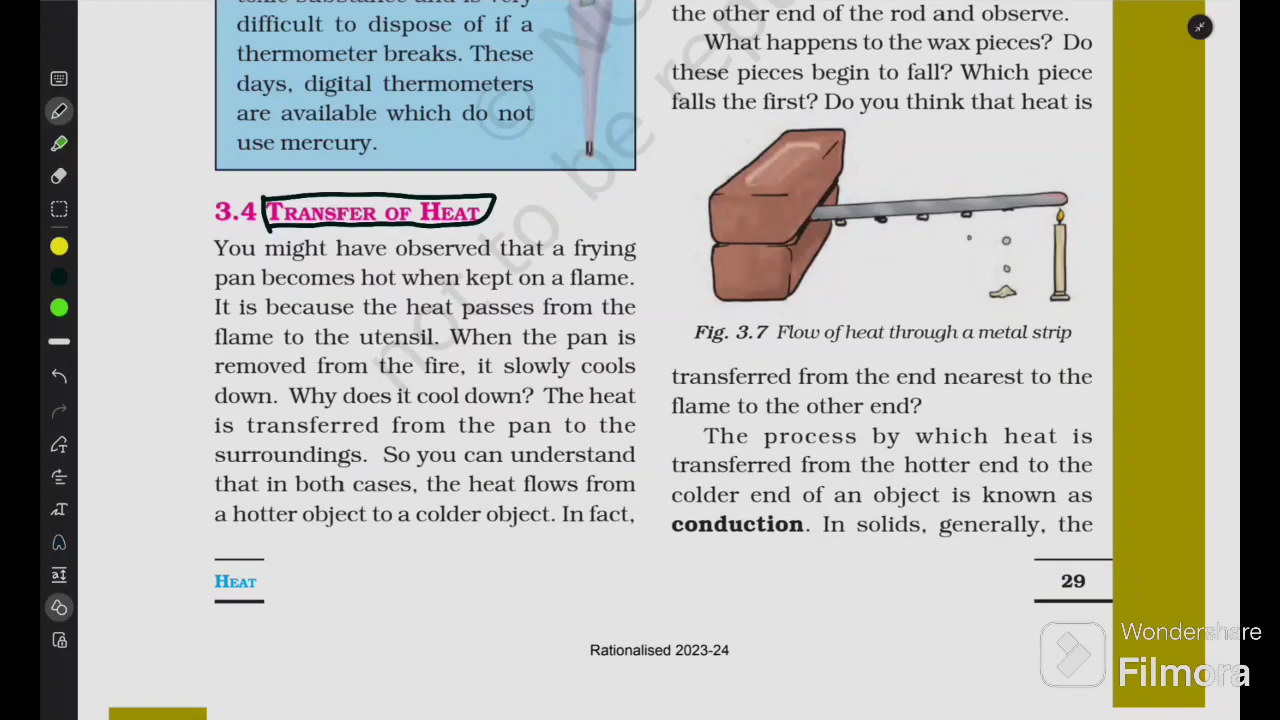 toxic substance and is very
difficult to dispose of if a
thermometer breaks. These
days, digital thermometers
are available which do not
use mercury.
3.4 TRANSFER OF HEAT
You might have observed that a frying
pan becomes hot when kept on a flame.
It is because the heat passes from the
flame to the utensil. When the pan is
removed from the fire, it slowly cools
down. Why does it cool down? The heat
is transferred from the pan to the
surroundings. So you can understand
that in both cases, the heat flows from
a hotter object to a colder object. In fact,
the other end of the rod and observe.
What happens to the wax pieces? Do
these pieces begin to fall? Which piece
falls the first? Do you think that heat is
Fig. 3.7 Flow of heat through a metal strip
transferred from the end nearest to the
flame to the other end?
The process by which heat is
transferred from the hotter end to the
colder end of an object is known as
conduction. In solids, generally, the
HEAT
29
Rationalised 2023-24
not to be rep
Wondershare
Filmora